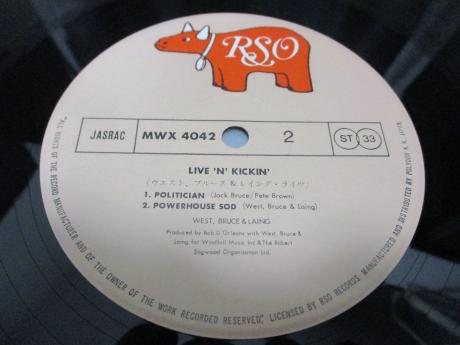 RSO
JASRAC MWX 4042 2 ST 33
LIVE 'N' KICKIN'
(ウエスト、ブルース＆レイング・ライヴ)
1. POLITICIAN (Jack Bruce/Pete Brown)
2. POWERHOUSE SOD (West, Bruce & Laing)
WEST, BRUCE & LAING
Produced by Bob D'Orleans with West, Bruce &
Laing for Windfall Music Inc & The Robert
Stigwood Organisation Ltd.
"ALL RIGHTS OF THE RECORD MANUFACTURER AND OF THE OWNER OF THE WORK RECORDED RESERVED", LICENSED BY RSO RECORDS, MANUFACTURED AND DISTRIBUTED BY POLYDOR K.K. JAPAN.